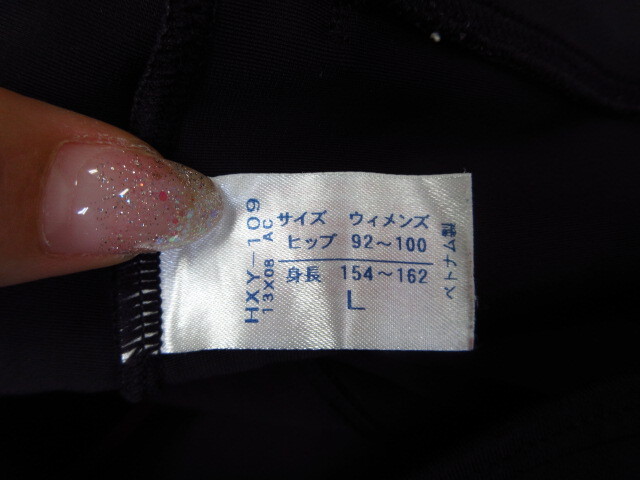 HXY-109
13X08 AC
サイズ ウィメンズ
ヒップ 92～100
身長 154～162
L
ベトナム製